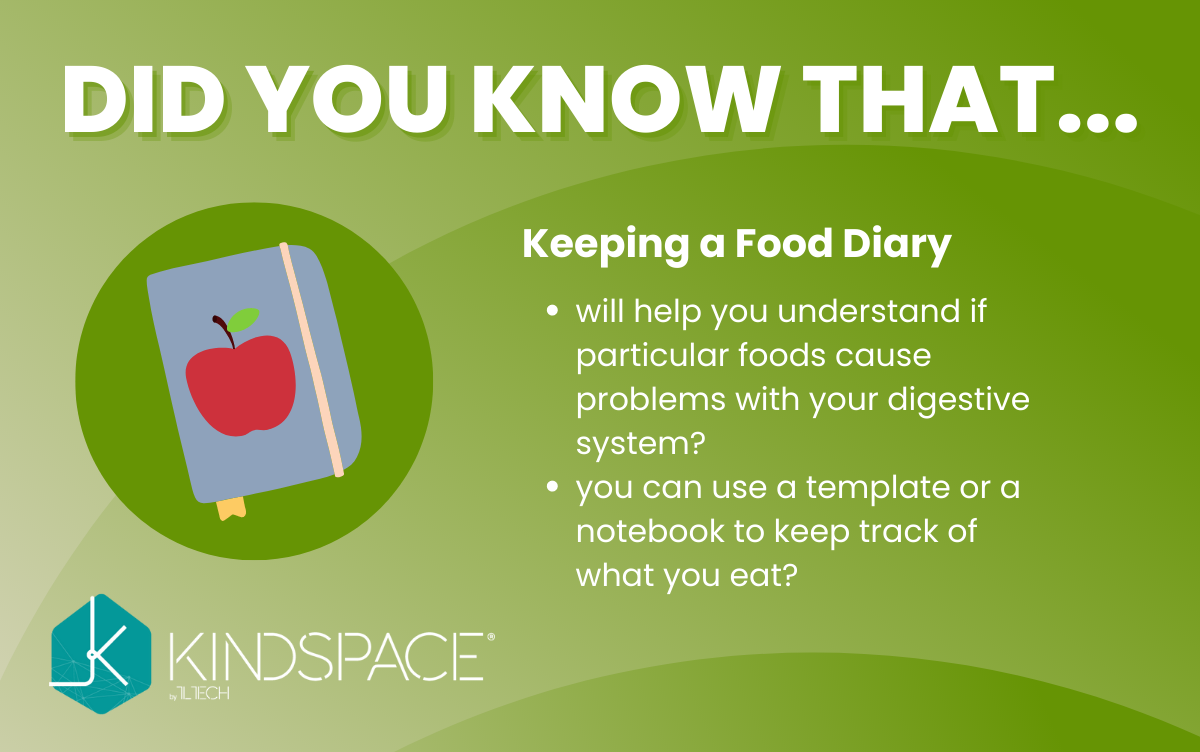 DID YOU KNOW THAT...
Keeping a Food Diary
• will help you understand if
particular foods cause
problems with your digestive
system?
• you can use a template or a
notebook to keep track of
what you eat?
KINDSPACE®
by TLTECH